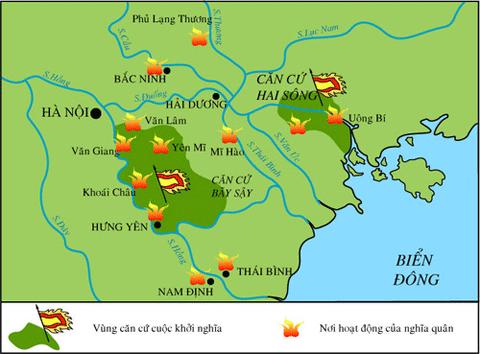 Phủ Lạng Thương
S.Thương
S.Lục Nam
S.Cầu
BẮC NINH
S.Hồng
S.Đuống
CĂN CỨ
HAI SÔNG
HÀ NỘI
HẢI DƯƠNG
Uông Bí
Văn Lâm
Văn Giang
Yên Mĩ
Mĩ Hào
S.Thái Bình
S.Văn Úc
Khoái Châu
CĂN CỨ
BÃY SẬY
S.Đáy
HƯNG YÊN
S.Hồng
THÁI BÌNH
NAM ĐỊNH
BIỂN
ĐÔNG
Vùng căn cứ cuộc khởi nghĩa
Nơi hoạt động của nghĩa quân